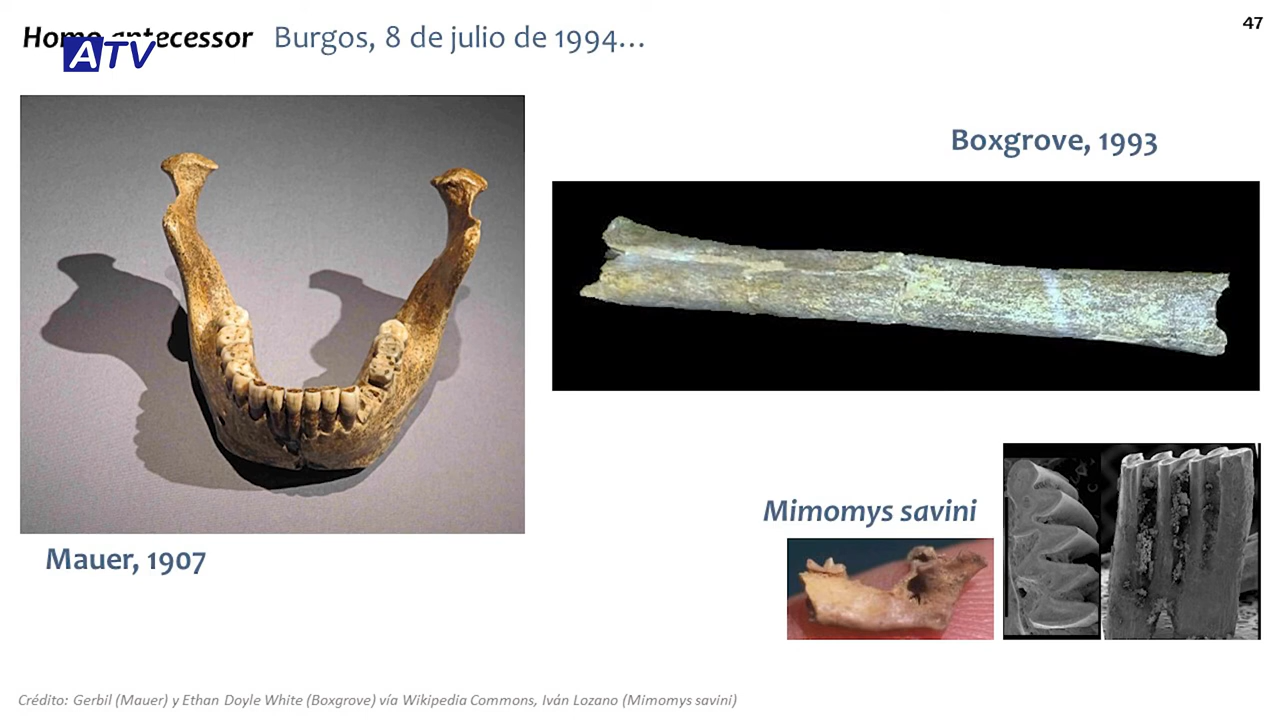 Homo antecessor Burgos, 8 de julio de 1994...
47
ATV
Boxgrove, 1993
Mimomys savini
Mauer, 1907
Crédito: Gerbil (Mauer) y Ethan Doyle White (Boxgrove) vía Wikipedia Commons, Iván Lozano (Mimomys savini)